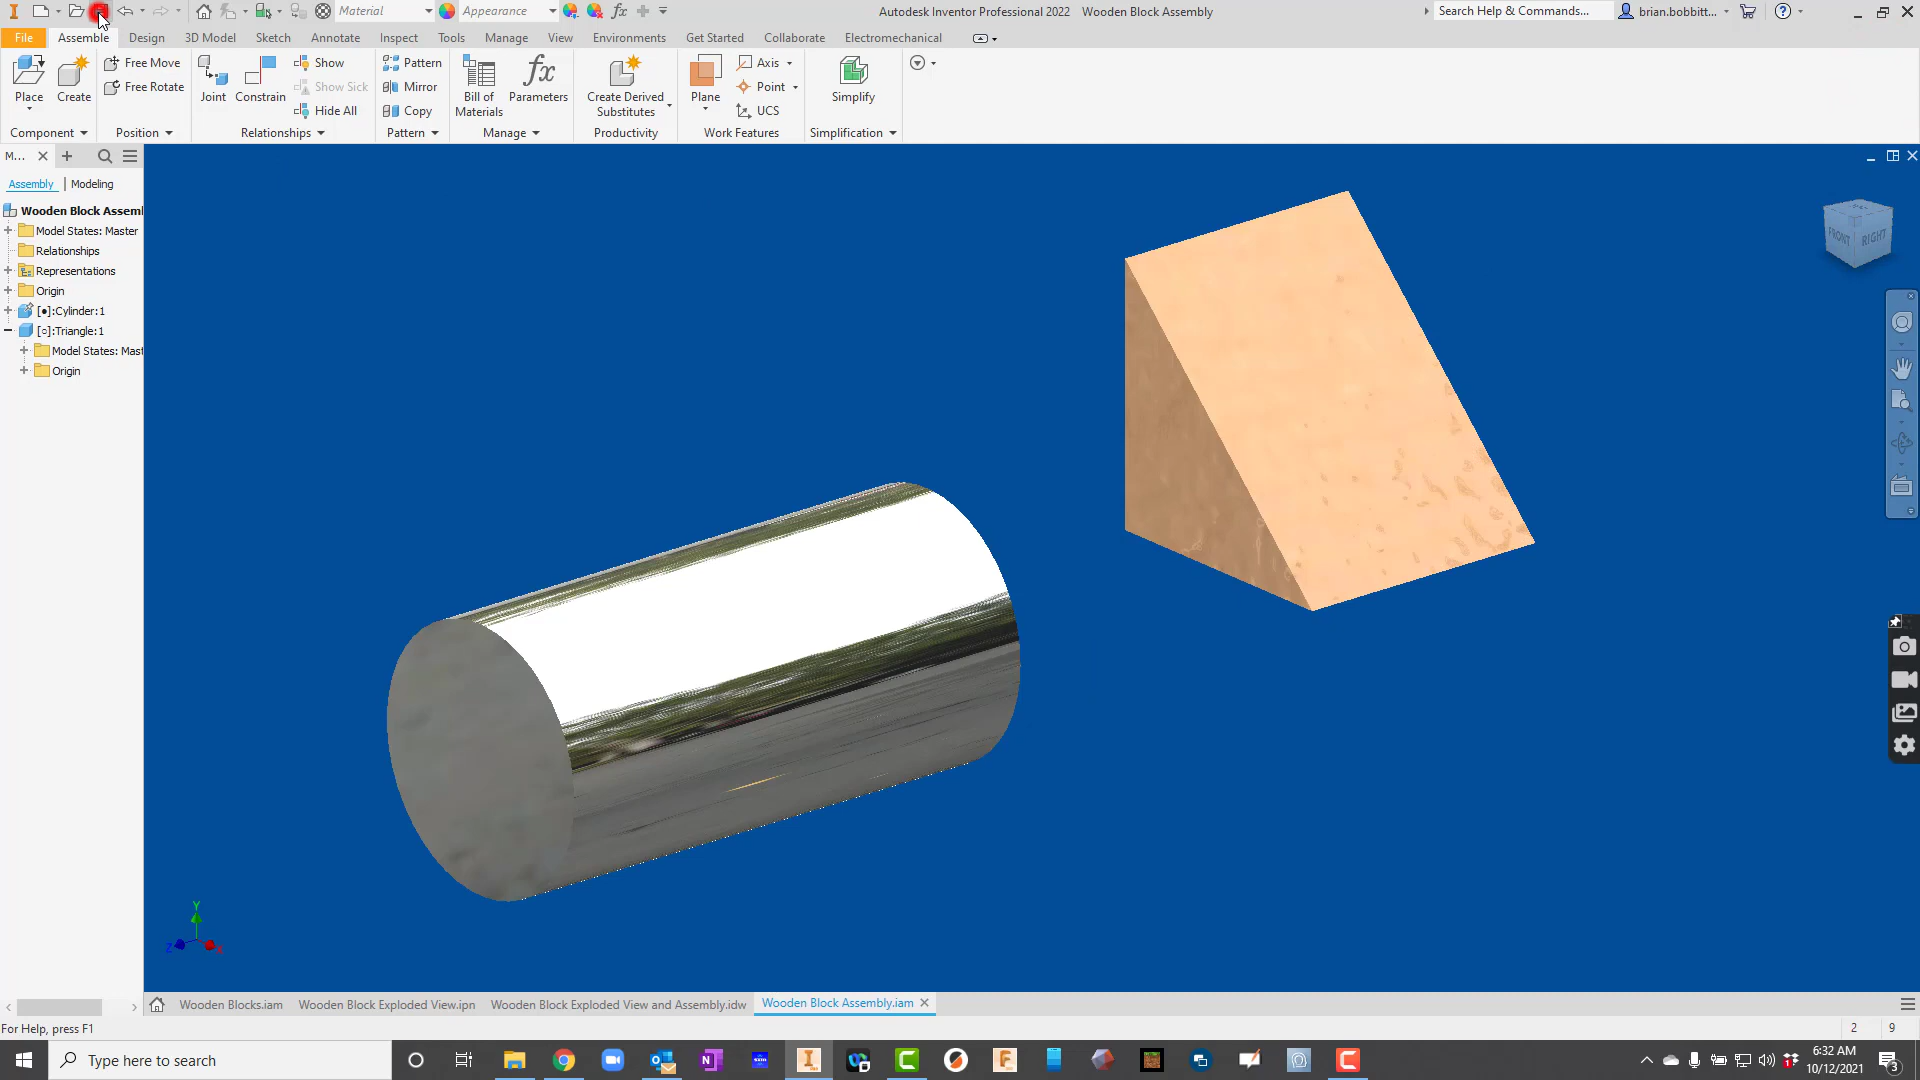 Material
Appearance
Autodesk Inventor Professional 2022 Wooden Block Assembly
Search Help & Commands...
brian.bobbitt...
File
Assemble
Design
3D Model
Sketch
Annotate
Inspect
Tools
Manage
View
Environments
Get Started
Collaborate
Electromechanical
Place
Create
Free Move
Free Rotate
Joint
Constrain
Show
Show Sick
Hide All
Pattern
Mirror
Copy
Bill of
Materials
fx
Parameters
Create Derived
Substitutes
Plane
Axis
Point
UCS
Simplify
Component
Position
Relationships
Pattern
Manage
Productivity
Work Features
Simplification
M...
Assembly
Modeling
Wooden Block Assembl
Model States: Master
Relationships
Representations
Origin
[●]:Cylinder:1
[○]:Triangle:1
Model States: Mast
Origin
FRONT
RIGHT
Y
Z
X
Wooden Blocks.iam
Wooden Block Exploded View.ipn
Wooden Block Exploded View and Assembly.idw
Wooden Block Assembly.iam
For Help, press F1
2
9
Type here to search
6:32 AM
10/12/2021
3